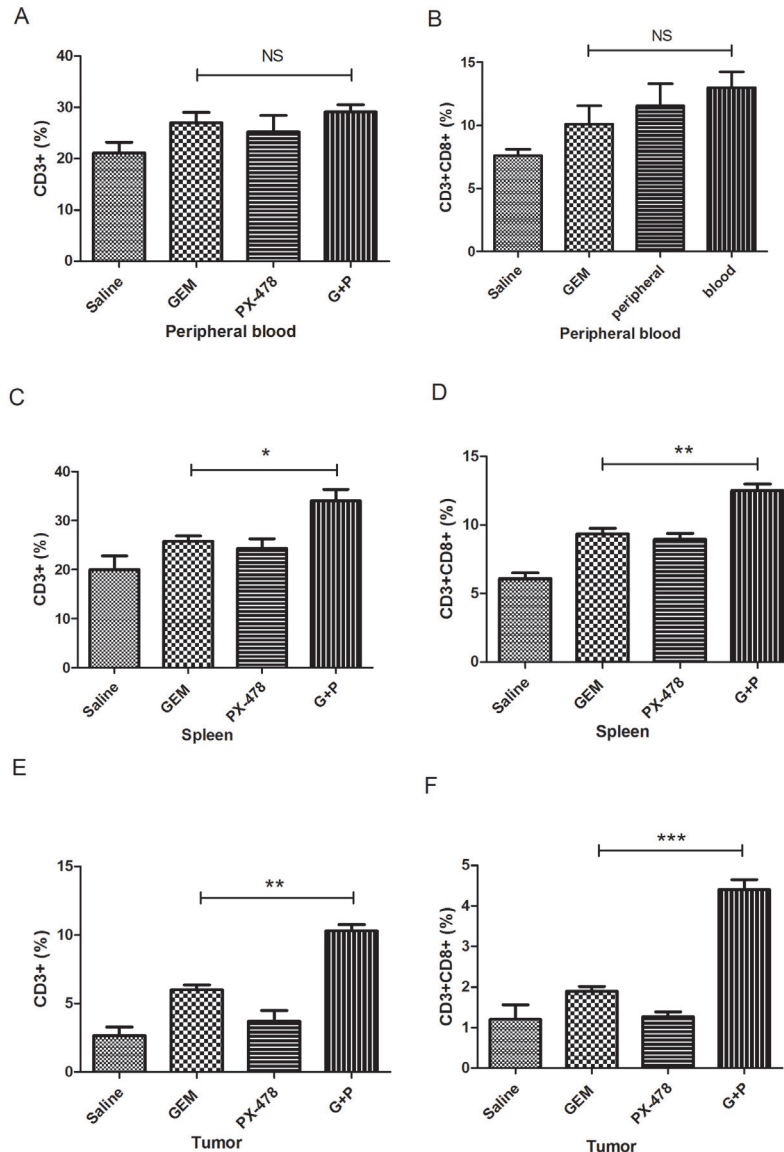 A
NS
40
30
20
10
0
CD3+ (%)
Saline
GEM
PX-478
G+P
Peripheral blood
B
NS
15
10
5
0
CD3+CD8+ (%)
Saline
GEM
peripheral
blood
Peripheral blood
C
*
40
30
20
10
0
CD3+ (%)
Saline
GEM
PX-478
G+P
Spleen
D
**
15
10
5
0
CD3+CD8+ (%)
Saline
GEM
PX-478
G+P
Spleen
E
**
15
10
5
0
CD3+ (%)
Saline
GEM
PX-478
G+P
Tumor
F
***
5
4
3
2
1
0
CD3+CD8+ (%)
Saline
GEM
PX-478
G+P
Tumor